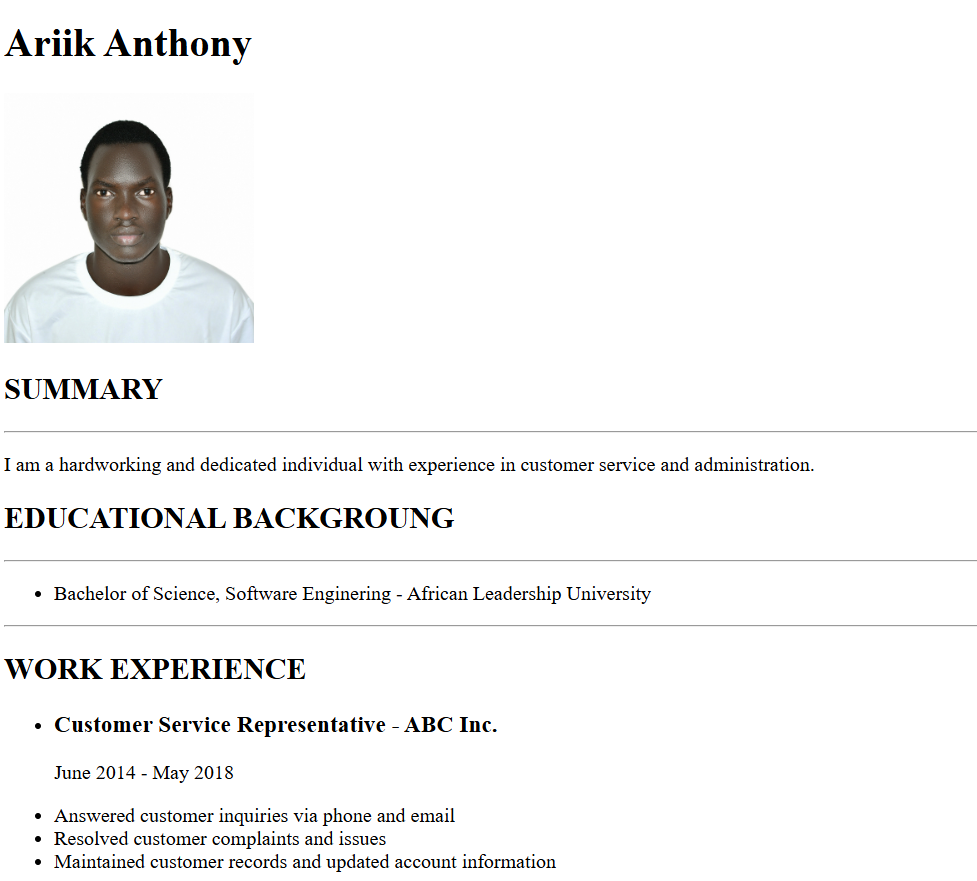 Ariik Anthony
SUMMARY
I am a hardworking and dedicated individual with experience in customer service and administration.
EDUCATIONAL BACKGROUNG
Bachelor of Science, Software Enginering - African Leadership University
WORK EXPERIENCE
Customer Service Representative - ABC Inc.
June 2014 - May 2018
Answered customer inquiries via phone and email
Resolved customer complaints and issues
Maintained customer records and updated account information